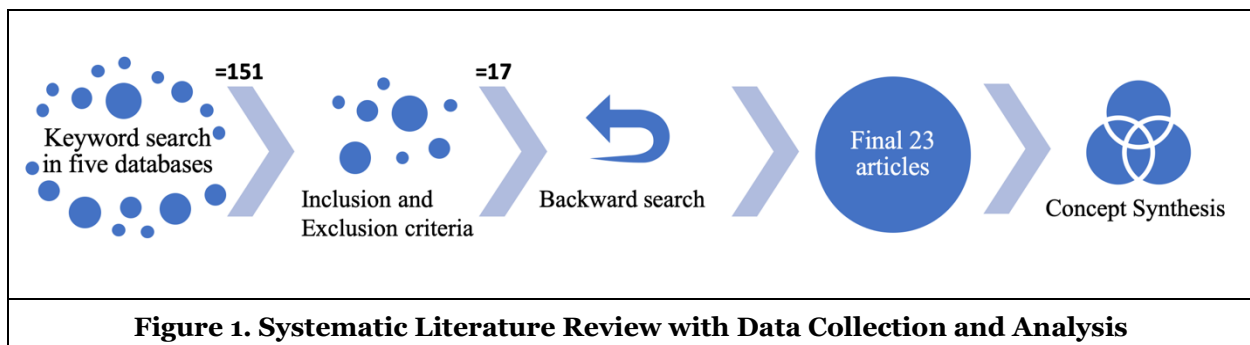 =151
Keyword search
in five databases
=17
Inclusion and
Exclusion criteria
Backward search
Final 23
articles
Concept Synthesis
Figure 1. Systematic Literature Review with Data Collection and Analysis